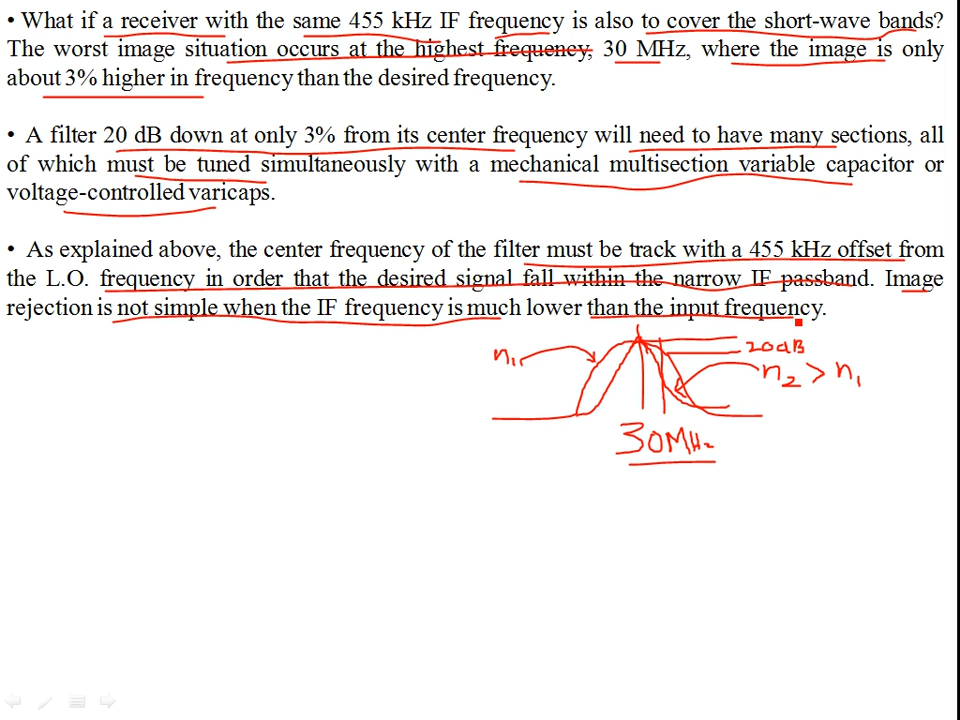 • What if a receiver with the same 455 kHz IF frequency is also to cover the short-wave bands?
The worst image situation occurs at the highest frequency, 30 MHz, where the image is only
about 3% higher in frequency than the desired frequency.
• A filter 20 dB down at only 3% from its center frequency will need to have many sections, all
of which must be tuned simultaneously with a mechanical multisection variable capacitor or
voltage-controlled varicaps.
• As explained above, the center frequency of the filter must be track with a 455 kHz offset from
the L.O. frequency in order that the desired signal fall within the narrow IF passband. Image
rejection is not simple when the IF frequency is much lower than the input frequency.
n1 20dB
n2 > n1
30MHz